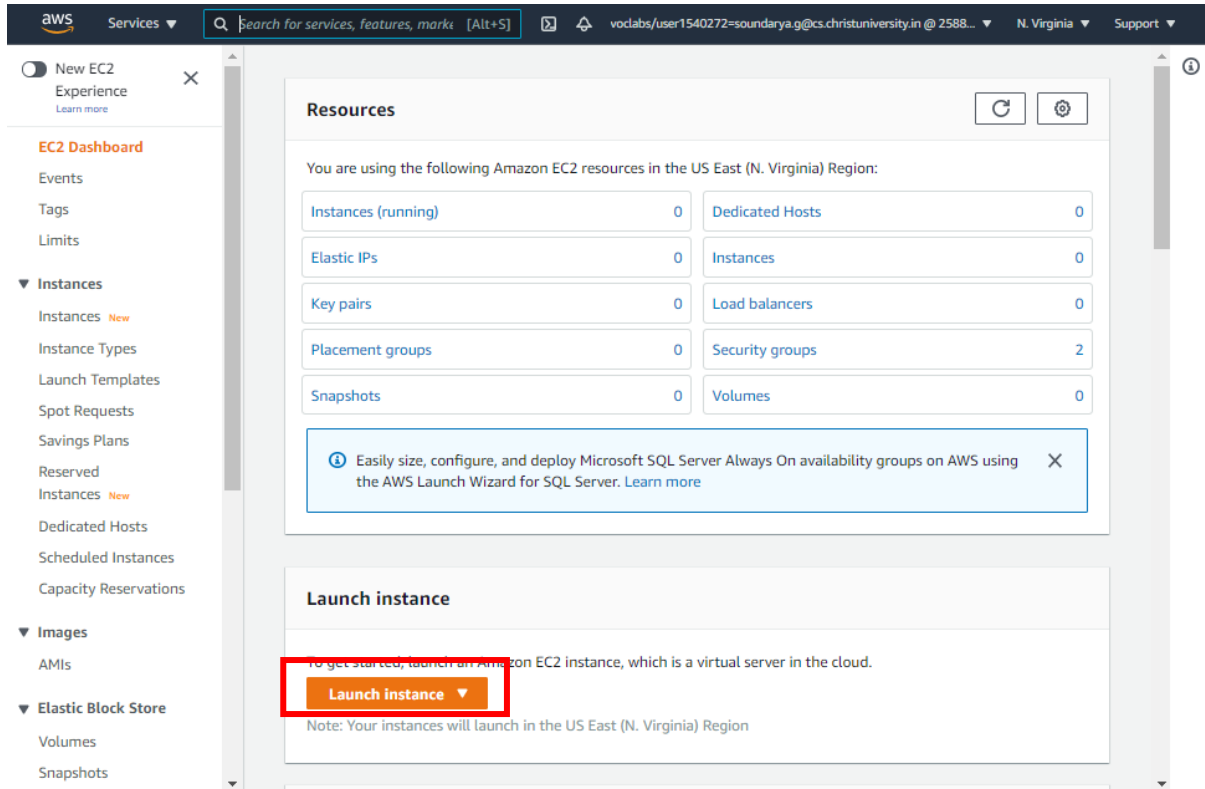 aws
Services ▼
Search for services, features, marke [Alt+S]
voclabs/user1540272=soundarya.g@cs.christuniversity.in @ 2588... ▼
N. Virginia ▼
Support ▼
New EC2
Experience
Learn more
EC2 Dashboard
Events
Tags
Limits
▼ Instances
Instances New
Instance Types
Launch Templates
Spot Requests
Savings Plans
Reserved
Instances New
Dedicated Hosts
Scheduled Instances
Capacity Reservations
▼ Images
AMIs
▼ Elastic Block Store
Volumes
Snapshots
Resources
You are using the following Amazon EC2 resources in the US East (N. Virginia) Region:
Instances (running) 0
Dedicated Hosts 0
Elastic IPs 0
Instances 0
Key pairs 0
Load balancers 0
Placement groups 0
Security groups 2
Snapshots 0
Volumes 0
Easily size, configure, and deploy Microsoft SQL Server Always On availability groups on AWS using
the AWS Launch Wizard for SQL Server. Learn more
Launch instance
To get started, launch an Amazon EC2 instance, which is a virtual server in the cloud.
Launch instance ▼
Note: Your instances will launch in the US East (N. Virginia) Region